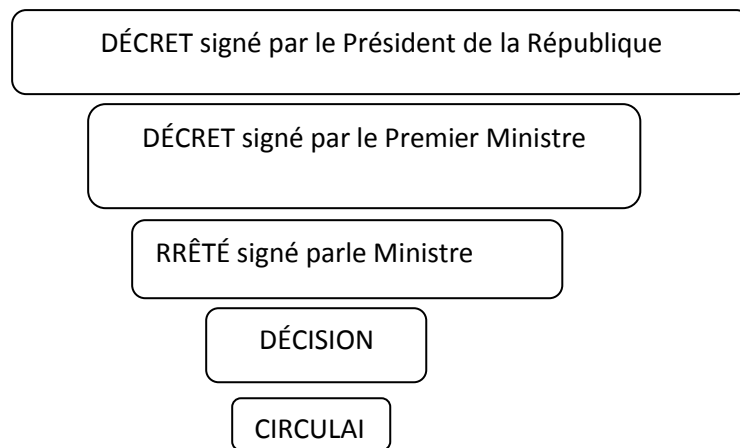 DÉCRET signé par le Président de la République
DÉCRET signé par le Premier Ministre
RRÊTÉ signé parle Ministre
DÉCISION
CIRCULAI